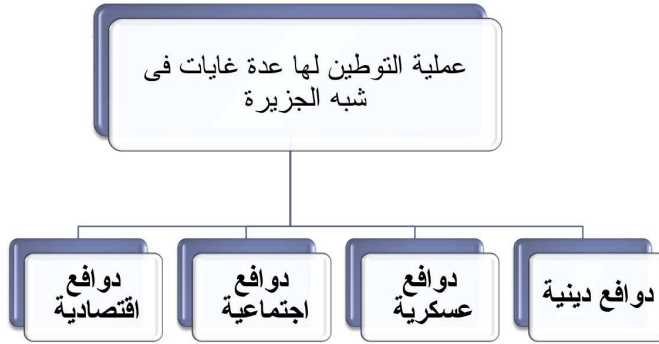 عملية التوطين لها عدة غايات فى
شبه الجزيرة
دوافع دينية
دوافع
عسكرية
دوافع
اجتماعية
دوافع
اقتصادية